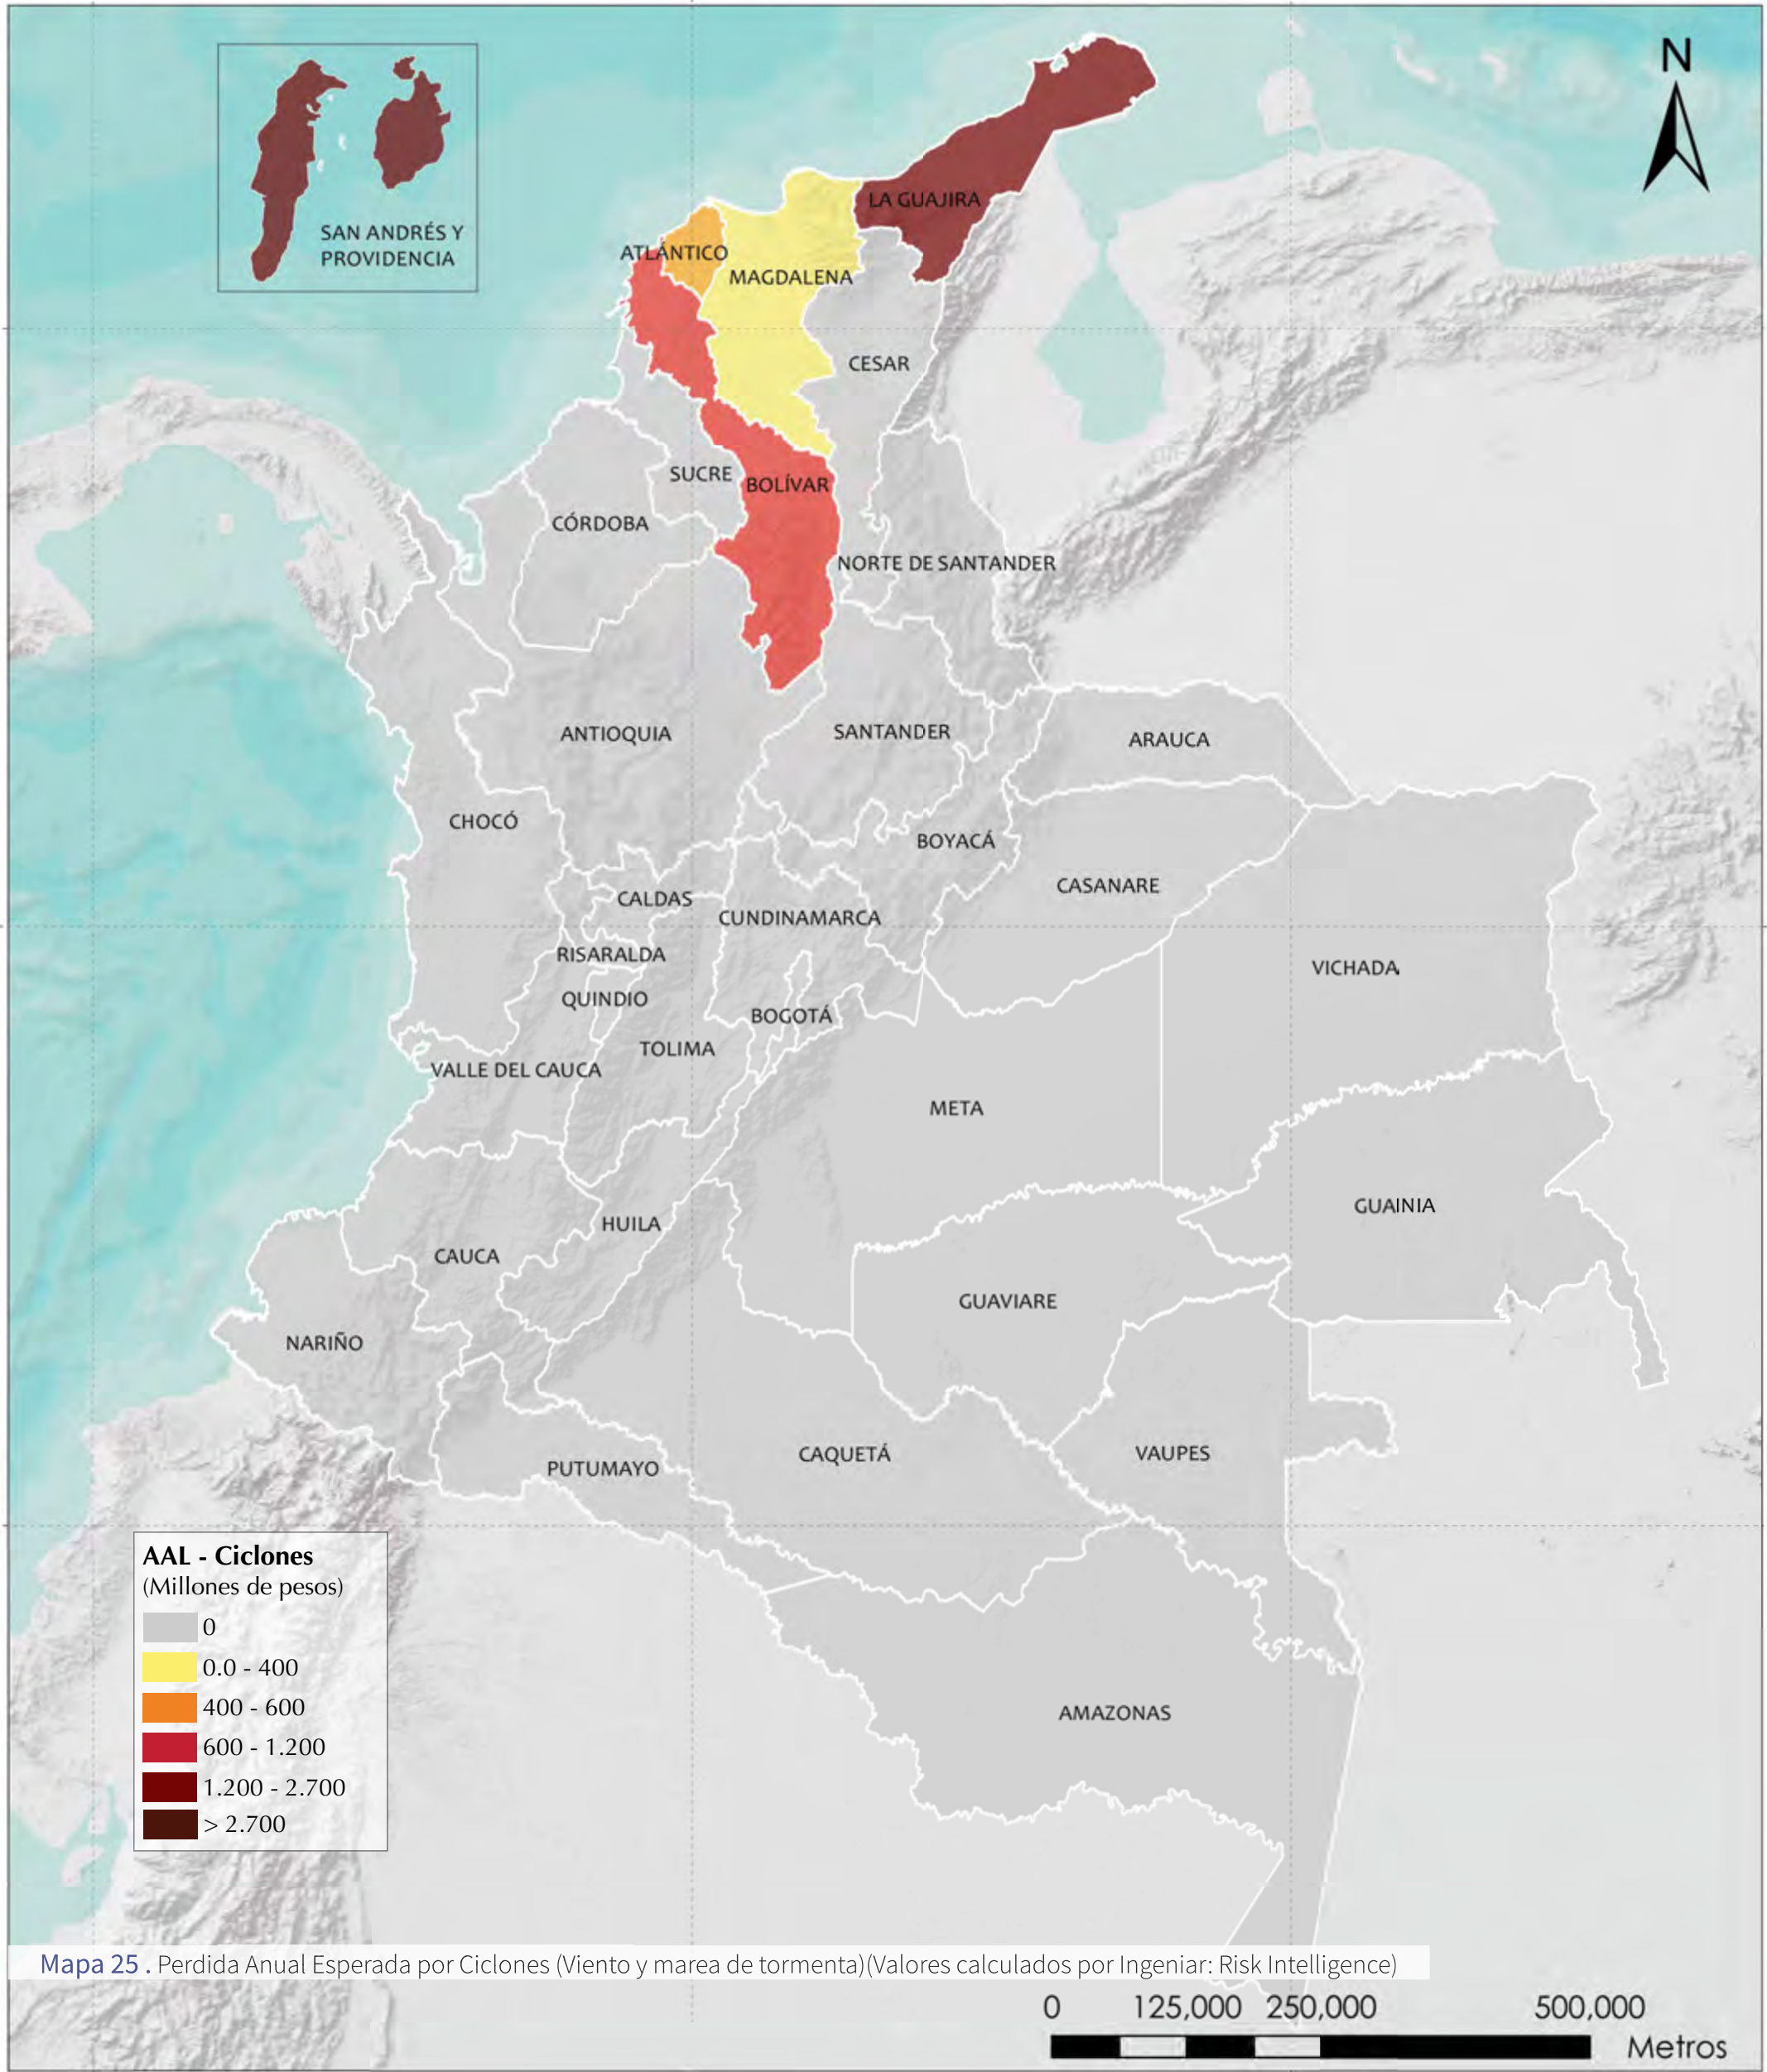 N
SAN ANDRÉS Y
PROVIDENCIA
LA GUAJIRA
ATLÁNTICO
MAGDALENA
CESAR
SUCRE
BOLÍVAR
CÓRDOBA
NORTE DE SANTANDER
ANTIOQUIA
SANTANDER
ARAUCA
CHOCÓ
BOYACÁ
CASANARE
CALDAS
CUNDINAMARCA
RISARALDA
VICHADA
QUINDIO
BOGOTÁ
TOLIMA
VALLE DEL CAUCA
META
GUAINIA
HUILA
CAUCA
GUAVIARE
NARIÑO
CAQUETÁ
VAUPES
PUTUMAYO
AMAZONAS
AAL - Ciclones
(Millones de pesos)
0
0.0 - 400
400 - 600
600 - 1.200
1.200 - 2.700
> 2.700
Mapa 25 . Perdida Anual Esperada por Ciclones (Viento y marea de tormenta)(Valores calculados por Ingeniar: Risk Intelligence)
0 125,000 250,000 500,000
Metros